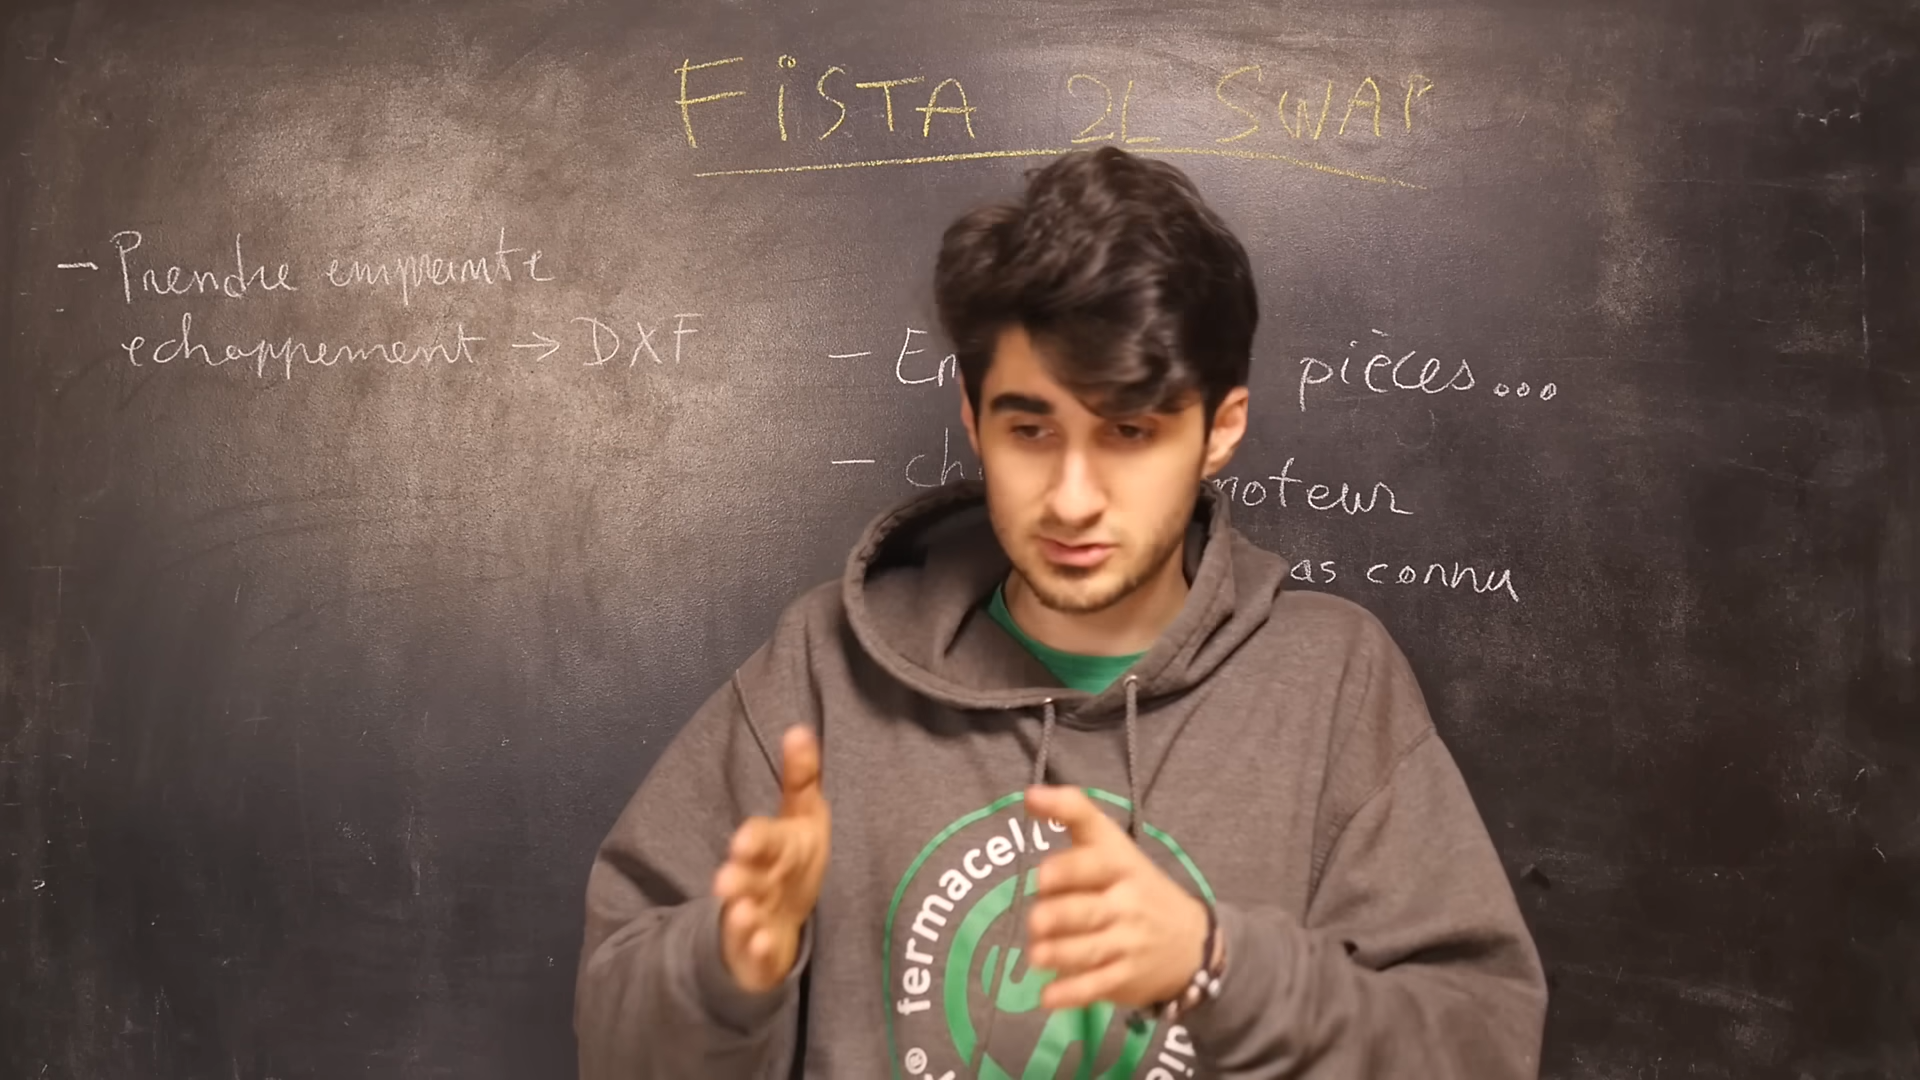 FiSTA 2L SWAP
- Prendre empreinte
echappement → DXF
- En pièces...
- ch moteur
as connu
fermacell®